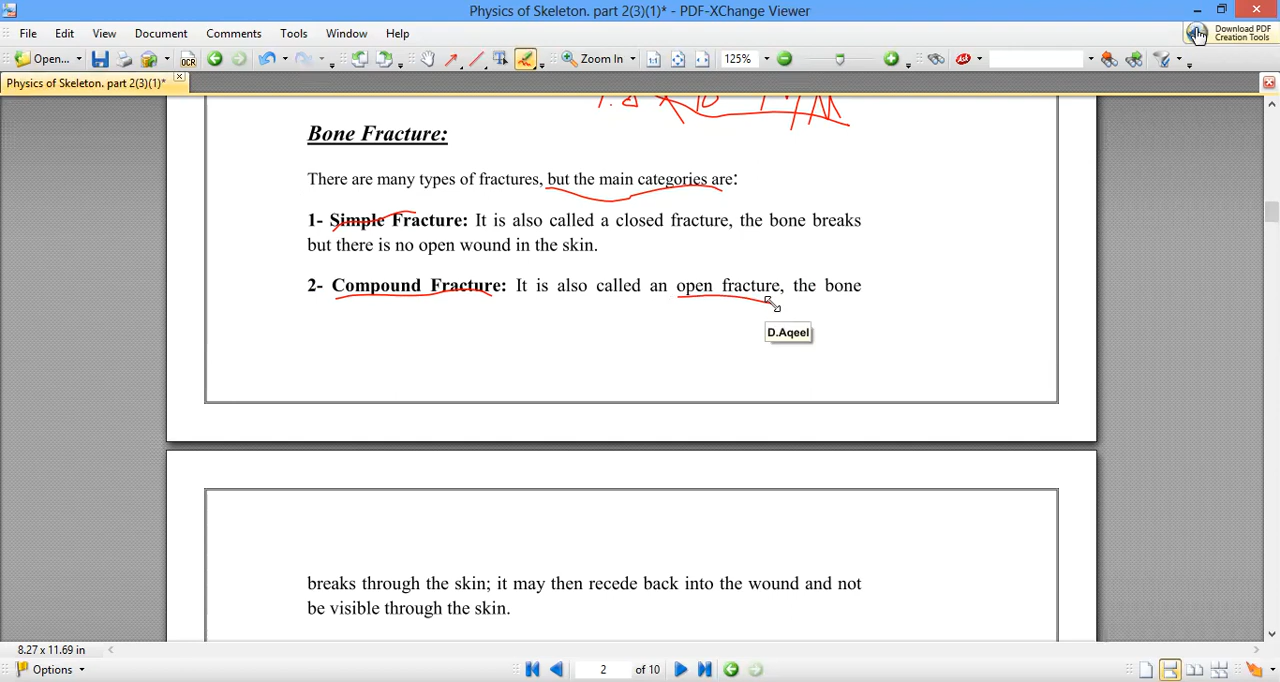 Physics of Skeleton. part 2(3)(1)* - PDF-XChange Viewer
File Edit View Document Comments Tools Window Help
Download PDF
Creation Tools
Open... OCR Zoom In 125% Ask
Physics of Skeleton. part 2(3)(1)*
Bone Fracture:
There are many types of fractures, but the main categories are:
1- Simple Fracture: It is also called a closed fracture, the bone breaks
but there is no open wound in the skin.
2- Compound Fracture: It is also called an open fracture, the bone
D.Aqeel
breaks through the skin; it may then recede back into the wound and not
be visible through the skin.
8.27 x 11.69 in
Options 2 of 10